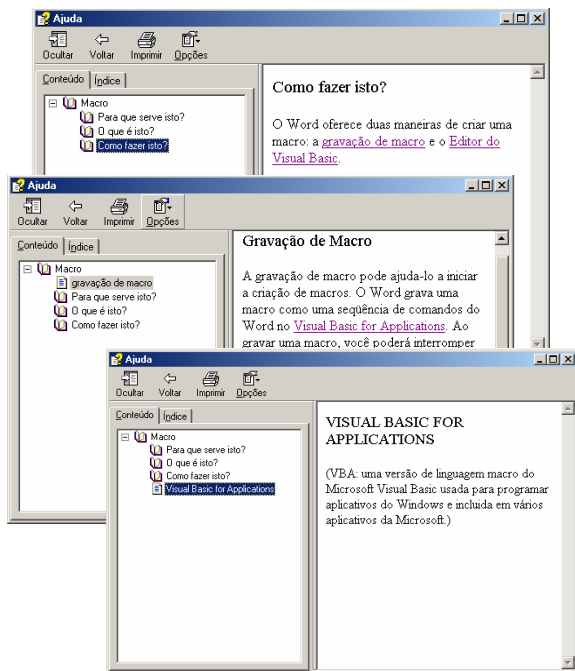 Ajuda
Ocultar Voltar Imprimir Opções
Conteúdo Índice
Macro
Para que serve isto?
O que é isto?
Como fazer isto?
Como fazer isto?
O Word oferece duas maneiras de criar uma
macro: a gravação de macro e o Editor do
Visual Basic.
Ajuda
Ocultar Voltar Imprimir Opções
Conteúdo Índice
Macro
gravação de macro
Para que serve isto?
O que é isto?
Como fazer isto?
Gravação de Macro
A gravação de macro pode ajuda-lo a iniciar
a criação de macros. O Word grava uma
macro como uma seqüência de comandos do
Word no Visual Basic for Applications. Ao
gravar uma macro, você poderá interromper
Ajuda
Ocultar Voltar Imprimir Opções
Conteúdo Índice
Macro
Para que serve isto?
O que é isto?
Como fazer isto?
Visual Basic for Applications
VISUAL BASIC FOR
APPLICATIONS
(VBA: uma versão de linguagem macro do
Microsoft Visual Basic usada para programar
aplicativos do Windows e incluida em vários
aplicativos da Microsoft.)